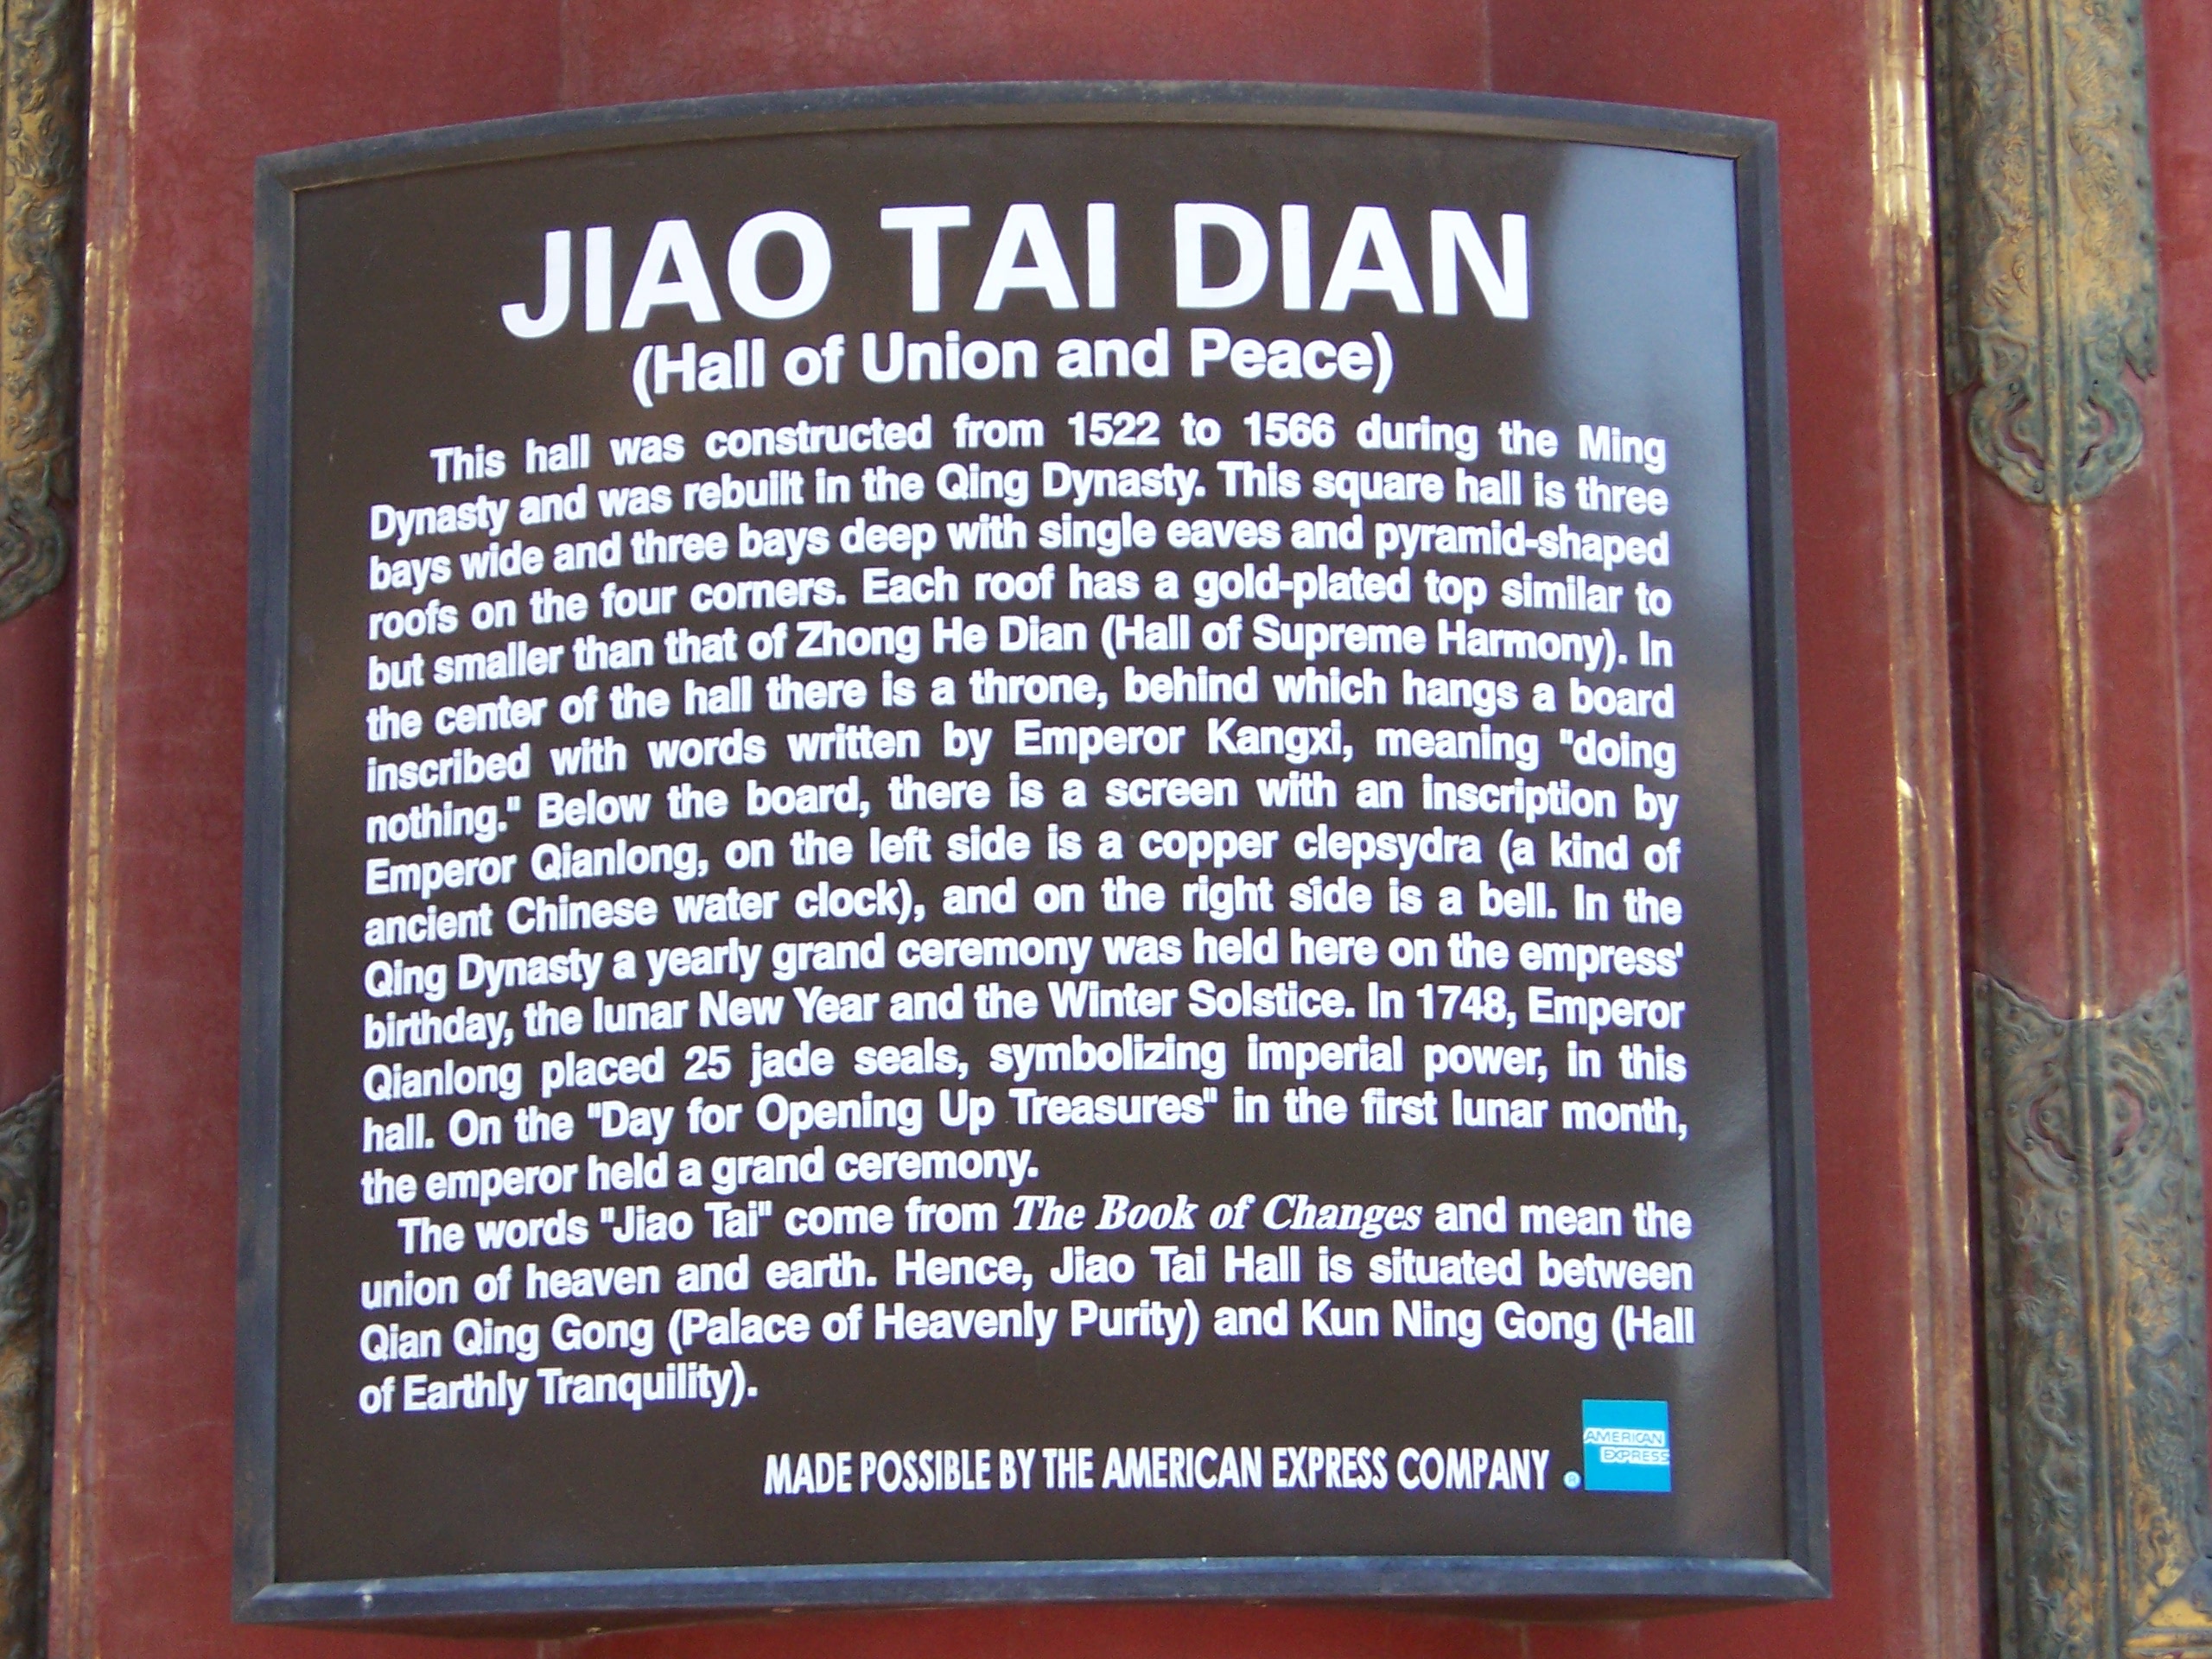 JIAO TAI DIAN
(Hall of Union and Peace)
This hall was constructed from 1522 to 1566 during the Ming
Dynasty and was rebuilt in the Qing Dynasty. This square hall is three
bays wide and three bays deep with single eaves and pyramid-shaped
roofs on the four corners. Each roof has a gold-plated top similar to
but smaller than that of Zhong He Dian (Hall of Supreme Harmony). In
the center of the hall there is a throne, behind which hangs a board
inscribed with words written by Emperor Kangxi, meaning "doing
nothing." Below the board, there is a screen with an inscription by
Emperor Qianlong, on the left side is a copper clepsydra (a kind of
ancient Chinese water clock), and on the right side is a bell. In the
Qing Dynasty a yearly grand ceremony was held here on the empress'
birthday, the lunar New Year and the Winter Solstice. In 1748, Emperor
Qianlong placed 25 jade seals, symbolizing imperial power, in this
hall. On the "Day for Opening Up Treasures" in the first lunar month,
the emperor held a grand ceremony.
The words "Jiao Tai" come from The Book of Changes and mean the
union of heaven and earth. Hence, Jiao Tai Hall is situated between
Qian Qing Gong (Palace of Heavenly Purity) and Kun Ning Gong (Hall
of Earthly Tranquility).
MADE POSSIBLE BY THE AMERICAN EXPRESS COMPANY ®
AMERICAN
EXPRESS